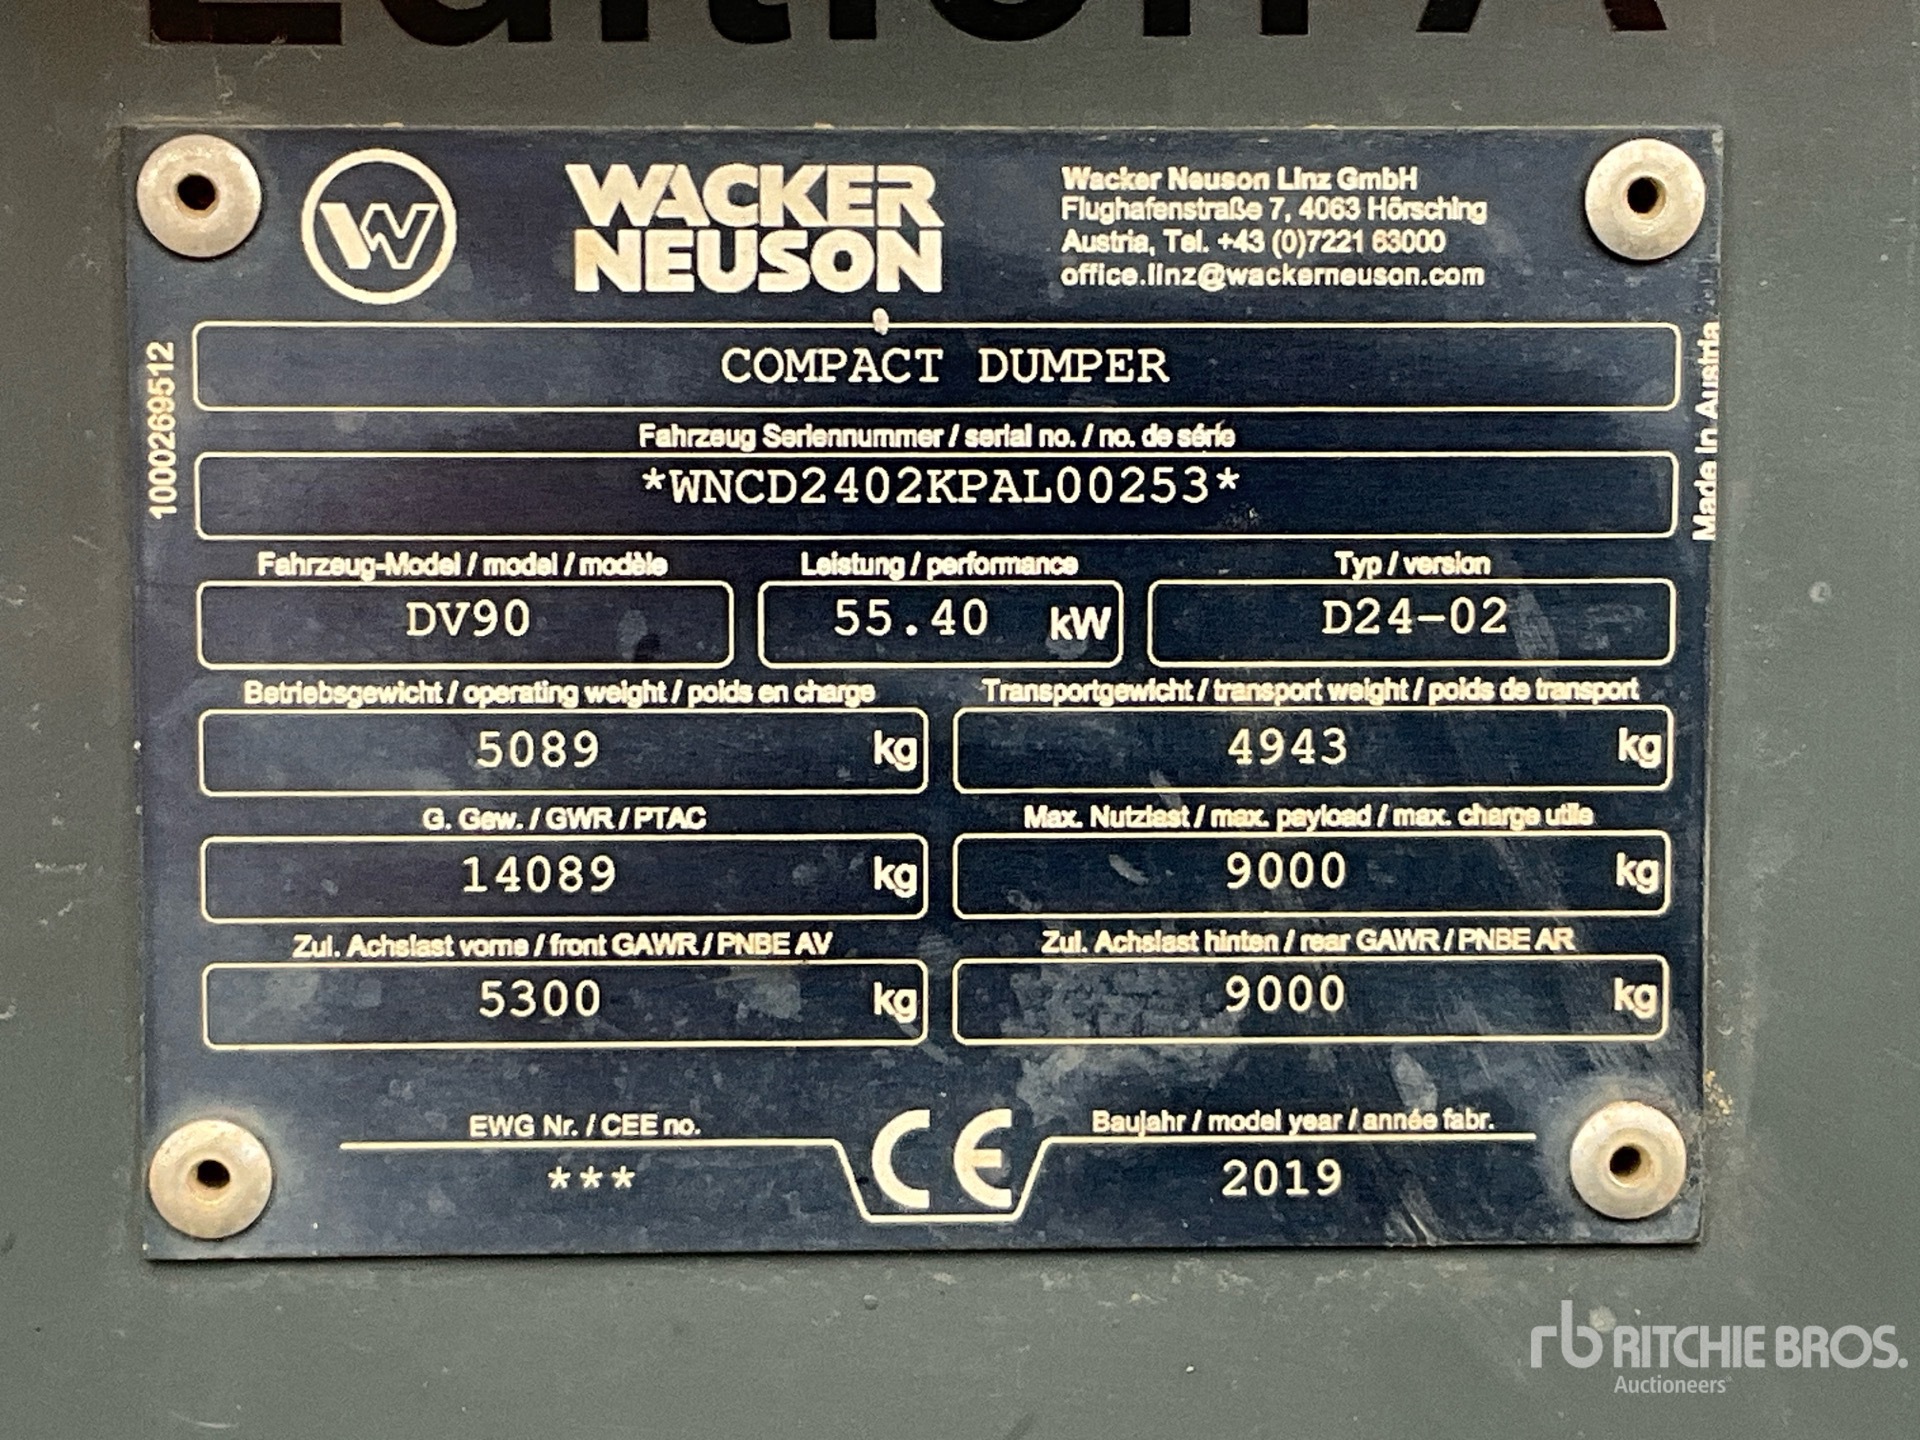 Edition A
W
WACKER
NEUSON
Wacker Neuson Linz GmbH
Flughafenstraße 7, 4063 Hörsching
Austria, Tel. +43 (0)7221 63000
office.linz@wackerneuson.com
1000269512
Made in Austria
COMPACT DUMPER
Fahrzeug Seriennummer / serial no. / no. de série
*WNCD2402KPAL00253*
Fahrzeug-Model / model / modèle
DV90
Leistung / performance
55.40 kW
Typ / version
D24-02
Betriebsgewicht / operating weight / poids en charge
5089 kg
Transportgewicht / transport weight / poids de transport
4943 kg
G. Gew. / GWR / PTAC
14089 kg
Max. Nutzlast / max. payload / max. charge utile
9000 kg
Zul. Achslast vorne / front GAWR / PNBE AV
5300 kg
Zul. Achslast hinten / rear GAWR / PNBE AR
9000 kg
EWG Nr. / CEE no.
***
CE
Baujahr / model year / année fabr.
2019
rb RITCHIE BROS.
Auctioneers